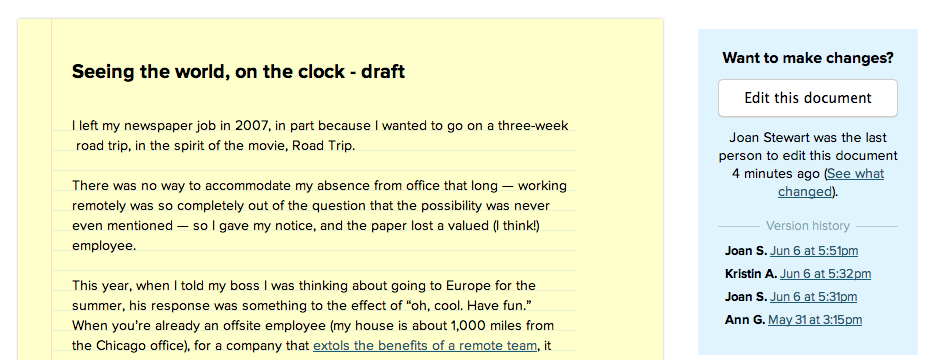 Seeing the world, on the clock - draft
I left my newspaper job in 2007, in part because I wanted to go on a three-week
road trip, in the spirit of the movie, Road Trip.
There was no way to accommodate my absence from office that long — working
remotely was so completely out of the question that the possibility was never
even mentioned — so I gave my notice, and the paper lost a valued (I think!)
employee.
This year, when I told my boss I was thinking about going to Europe for the
summer, his response was something to the effect of “oh, cool. Have fun.”
When you're already an offsite employee (my house is about 1,000 miles from
the Chicago office), for a company that extols the benefits of a remote team, it
Want to make changes?
Edit this document
Joan Stewart was the last
person to edit this document
4 minutes ago (See what
changed).
Version history
Joan S. Jun 6 at 5:51pm
Kristin A. Jun 6 at 5:32pm
Joan S. Jun 6 at 5:31pm
Ann G. May 31 at 3:15pm